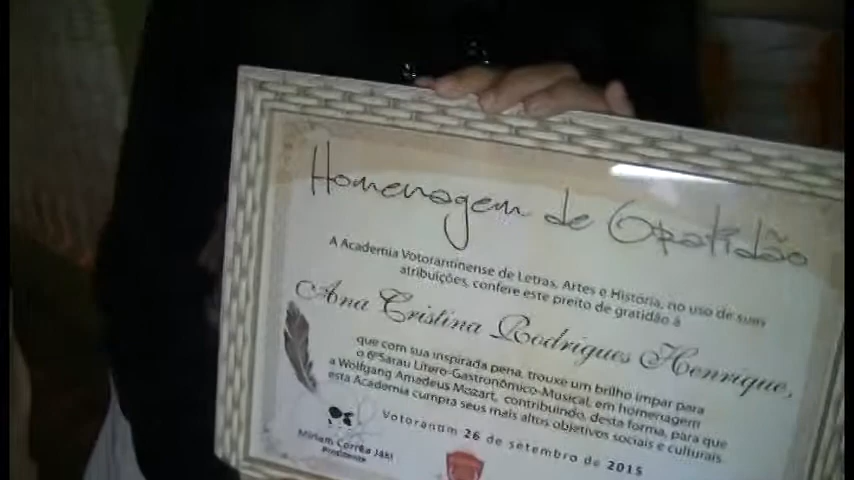 Homenagem de Gratidão
A Academia Votorantinense de Letras, Artes e História, no uso de suas
atribuições, confere este preito de gratidão à
Ana Cristina Rodrigues Henrique,
que com sua inspirada pena, trouxe um brilho ímpar para
o 6º Sarau Lítero-Gastronômico-Musical, em homenagem
a Wolfgang Amadeus Mozart, contribuindo, desta forma, para que
esta Academia cumpra seus mais altos objetivos sociais e culturais.
Votorantim 26 de setembro de 2015
Miriam Corrêa
Presidente